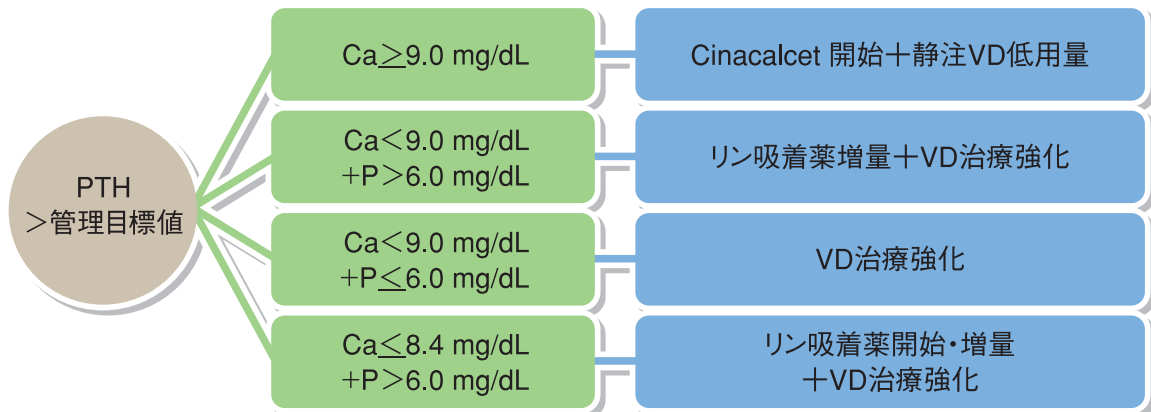 PTH
＞管理目標値
Ca≧9.0 mg/dL
Cinacalcet 開始＋静注VD低用量
Ca＜9.0 mg/dL
+P＞6.0 mg/dL
リン吸着薬増量＋VD治療強化
Ca＜9.0 mg/dL
+P≦6.0 mg/dL
VD治療強化
Ca≦8.4 mg/dL
+P＞6.0 mg/dL
リン吸着薬開始・増量
＋VD治療強化